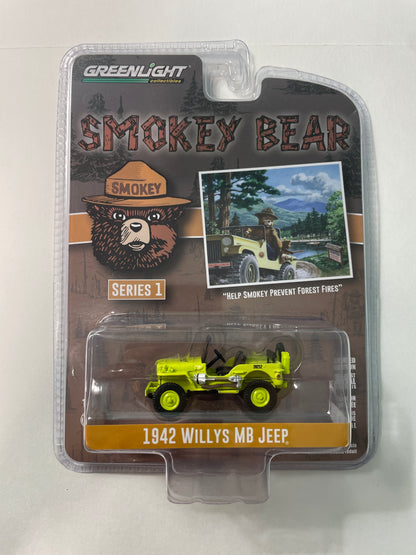 GREENLIGHT
collectibles
SMOKEY BEAR
SMOKEY
SERIES 1
"HELP SMOKEY PREVENT FOREST FIRES"
1942 WILLYS MB JEEP®